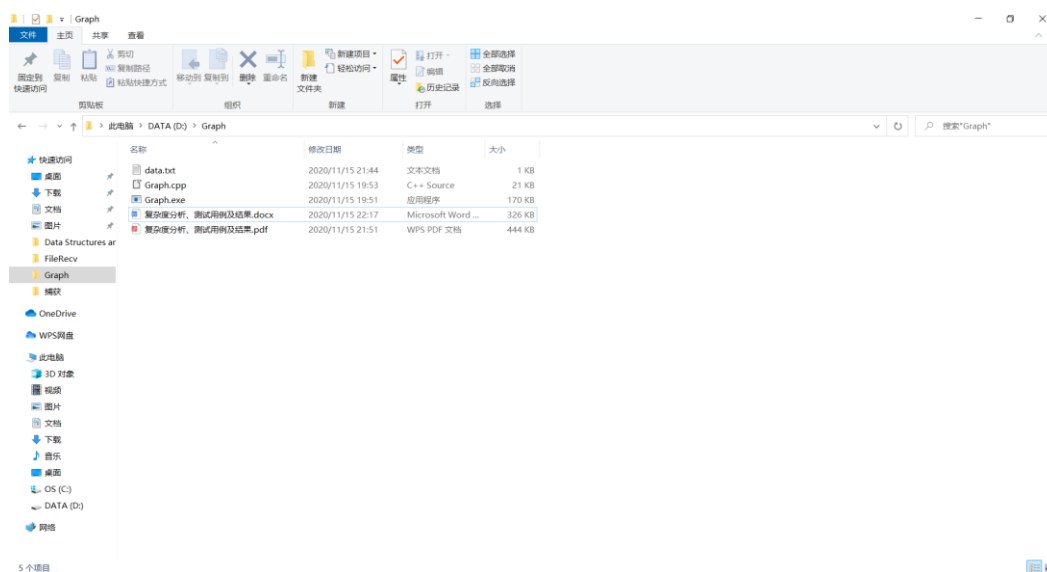 Graph
文件 主页 共享 查看
固定到快速访问 复制 粘贴 剪切 复制路径 粘贴快捷方式 移动到 复制到 删除 重命名 新建文件夹 新建项目 轻松访问 属性 打开 编辑 历史记录 全部选择 全部取消 反向选择
剪贴板 组织 新建 打开 选择
此电脑 > DATA (D:) > Graph 搜索"Graph"
名称 修改日期 类型 大小
data.txt 2020/11/15 21:44 文本文档 1 KB
Graph.cpp 2020/11/15 19:53 C++ Source 21 KB
Graph.exe 2020/11/15 19:51 应用程序 170 KB
复杂度分析、测试用例及结果.docx 2020/11/15 22:17 Microsoft Word ... 326 KB
复杂度分析、测试用例及结果.pdf 2020/11/15 21:51 WPS PDF 文档 444 KB
快速访问
桌面
下载
文档
图片
Data Structures ar
FileRecv
Graph
捕获
OneDrive
WPS网盘
此电脑
3D 对象
视频
图片
文档
下载
音乐
桌面
OS (C:)
DATA (D:)
网络
5 个项目